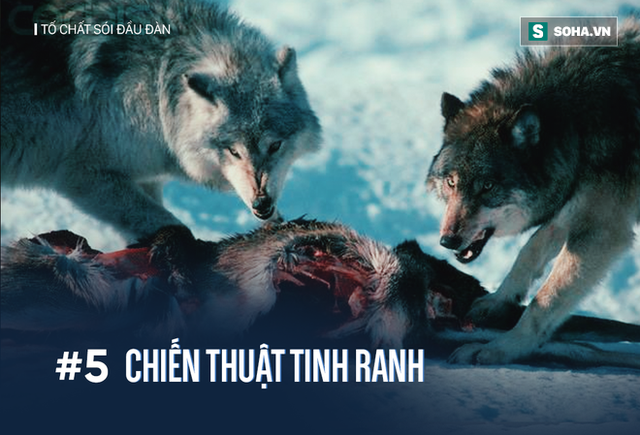 | TỐ CHẤT SÓI ĐẦU ĐÀN
S SOHA.VN
#5 CHIẾN THUẬT TINH RANH